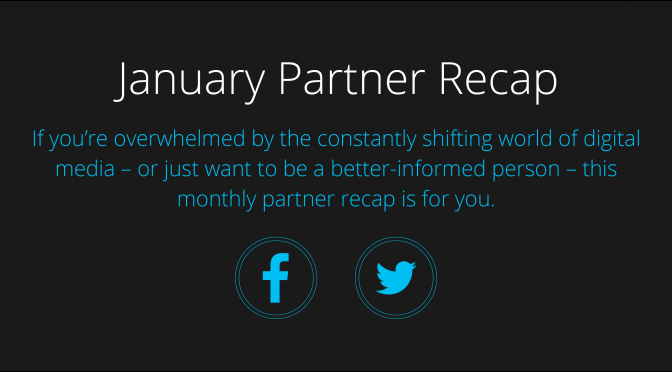 January Partner Recap
If you’re overwhelmed by the constantly shifting world of digital
media – or just want to be a better-informed person – this
monthly partner recap is for you.